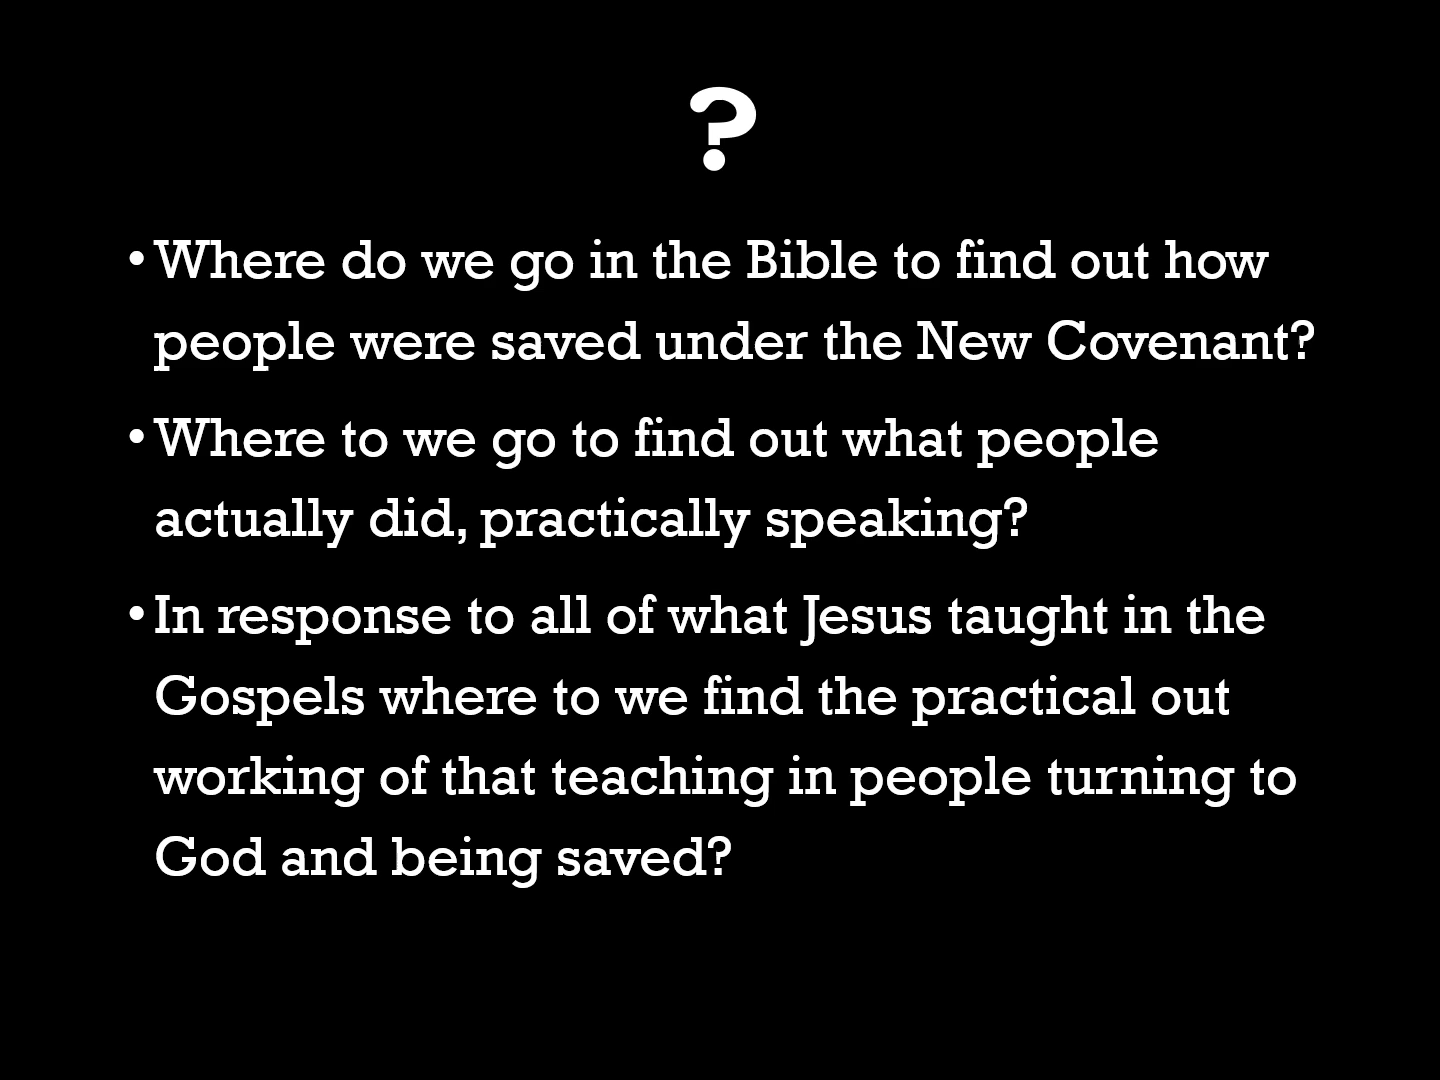 ?
• Where do we go in the Bible to find out how
people were saved under the New Covenant?
• Where to we go to find out what people
actually did, practically speaking?
• In response to all of what Jesus taught in the
Gospels where to we find the practical out
working of that teaching in people turning to
God and being saved?